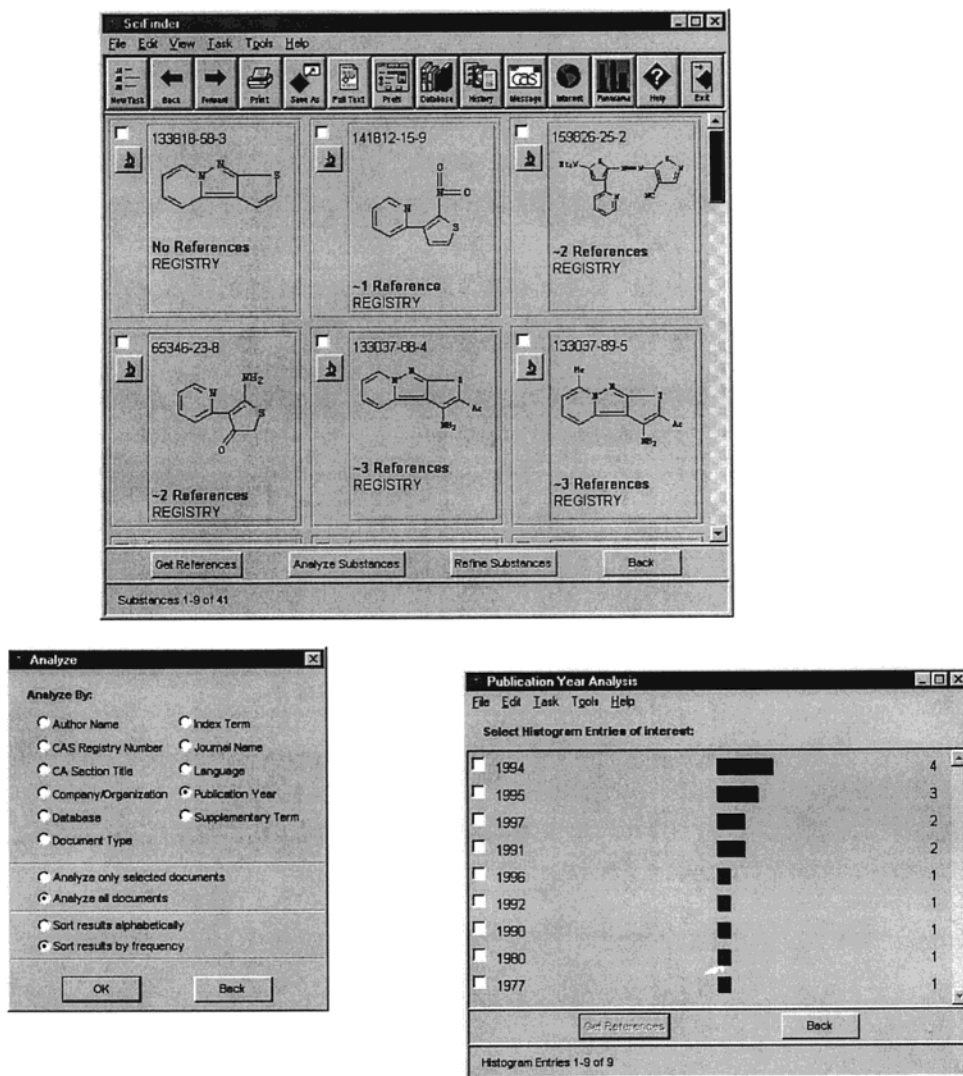 SciFinder
File Edit View Task Tools Help
New Task Back Forward Print Save As Full Text Prefs Database History Message Internet Panorama Help Exit
cas
133818-58-3
N
N
S
No References
REGISTRY
141812-15-9
O
N
O
N
S
~1 Reference
REGISTRY
159826-25-2
~2 References
REGISTRY
65346-23-8
NH2
N
S
O
~2 References
REGISTRY
133037-88-4
N
N
Ac
NH2
~3 References
REGISTRY
133037-89-5
Me
N
N
Ac
NH2
~3 References
REGISTRY
Get References Analyze Substances Refine Substances Back
Substances 1-9 of 41
Analyze
Analyze By:
Author Name Index Term
CAS Registry Number Journal Name
CA Section Title Language
Company/Organization Publication Year
Database Supplementary Term
Document Type
Analyze only selected documents
Analyze all documents
Sort results alphabetically
Sort results by frequency
OK Back
Publication Year Analysis
File Edit Task Tools Help
Select Histogram Entries of interest:
1994 4
1995 3
1997 2
1991 2
1996 1
1992 1
1990 1
1980 1
1977 1
Get References Back
Histogram Entries 1-9 of 9